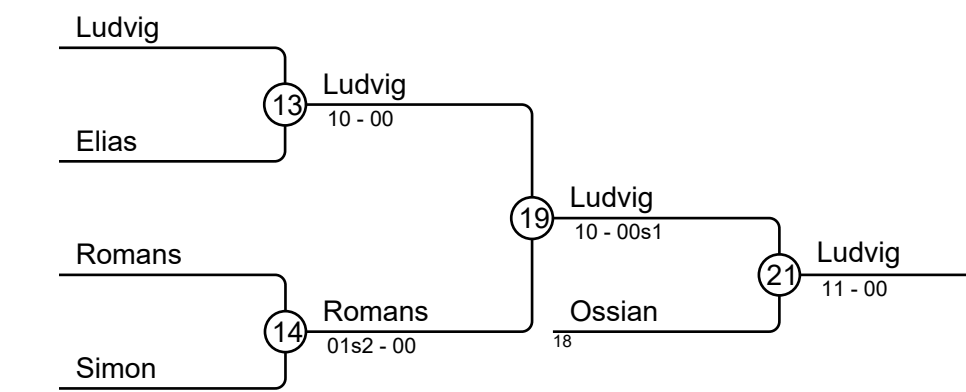 Ludvig
13
Ludvig
10 - 00
Elias
19
Ludvig
10 - 00s1
Romans
21
Ludvig
11 - 00
14
Romans
01s2 - 00
Ossian
18
Simon